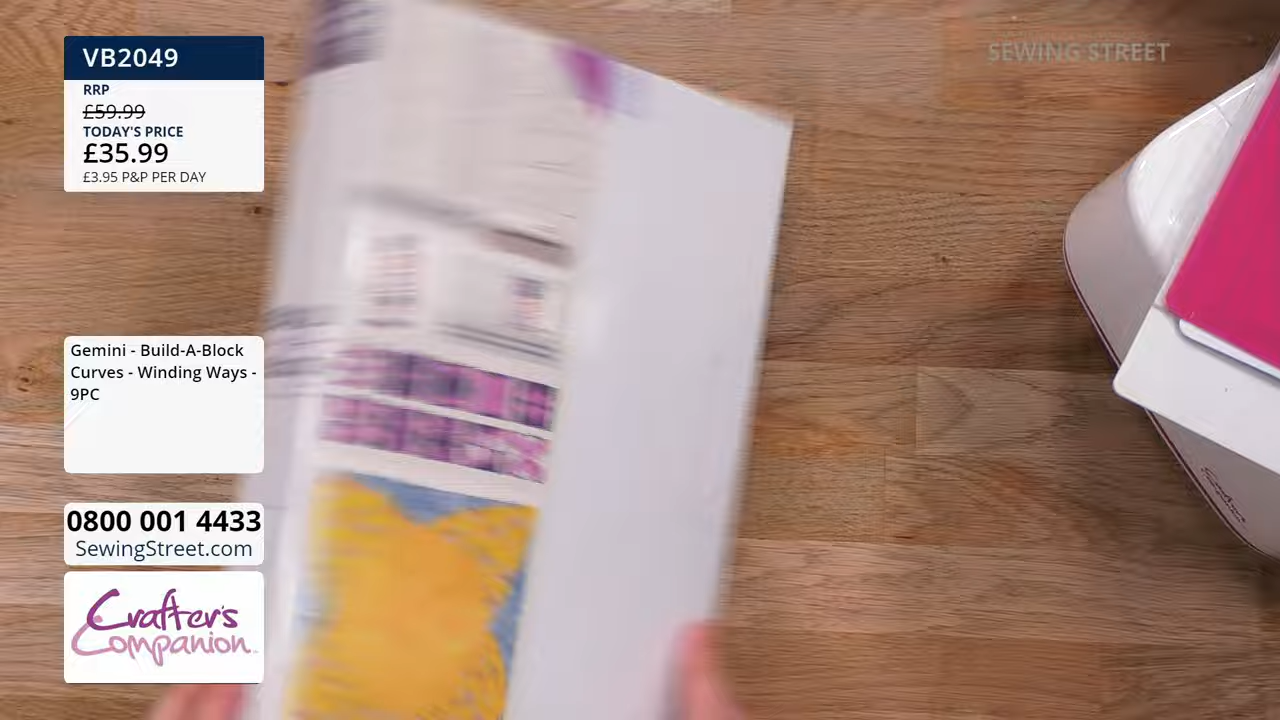 VB2049
RRP
£59.99
TODAY'S PRICE
£35.99
£3.95 P&P PER DAY
SEWING STREET
Gemini - Build-A-Block
Curves - Winding Ways -
9PC
0800 001 4433
SewingStreet.com
Crafter's
Companion